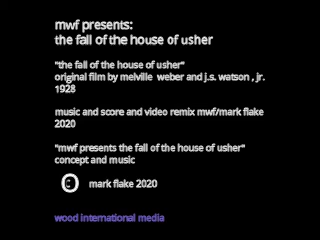 mwf presents:
the fall of the house of usher
"the fall of the house of usher"
original film by melville weber and j.s. watson , jr.
1928
music and score and video remix mwf/mark flake
2020
"mwf presents the fall of the house of usher"
concept and music
© mark flake 2020
wood international media